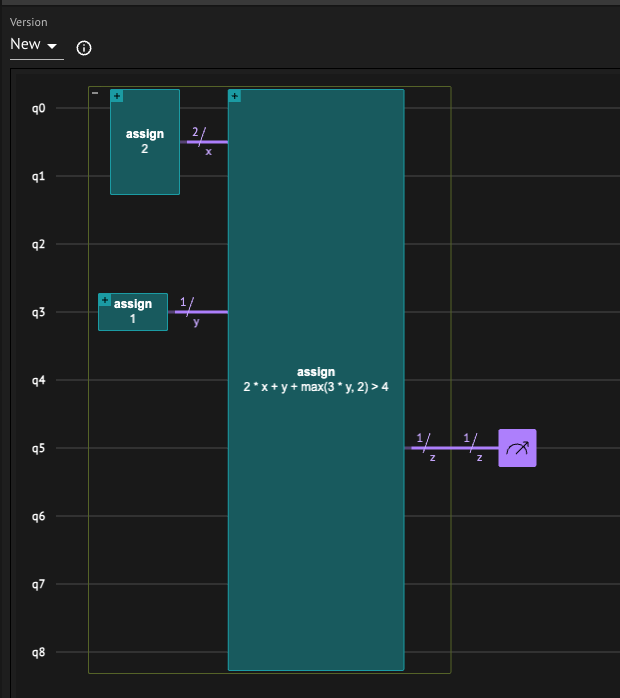 Version
New
q0
q1
q2
q3
q4
q5
q6
q7
q8
−
+
assign
2
2/
x
+
assign
1
1/
y
+
assign
2 * x + y + max(3 * y, 2) > 4
1/
z
1/
z